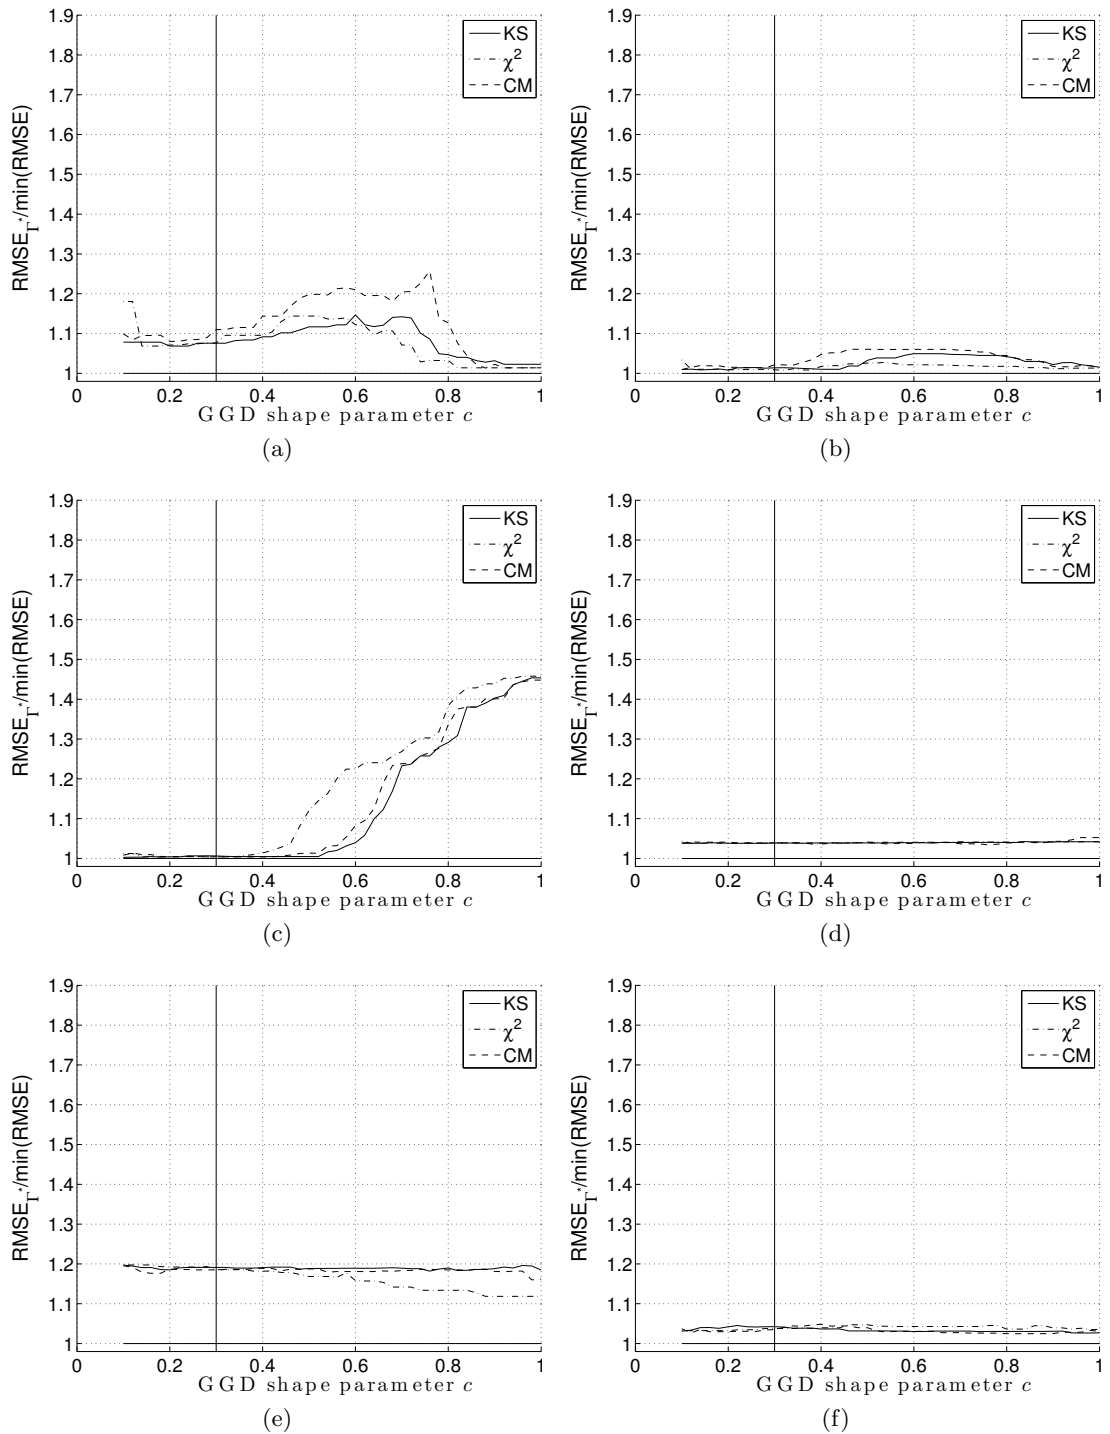 1.9
1.8
1.7
1.6
1.5
1.4
1.3
1.2
1.1
1
0 0.2 0.4 0.6 0.8 1
RMSE_Γ*/min(RMSE)
GGD shape parameter c
KS
χ²
CM
(a)
1.9
1.8
1.7
1.6
1.5
1.4
1.3
1.2
1.1
1
0 0.2 0.4 0.6 0.8 1
RMSE_Γ*/min(RMSE)
GGD shape parameter c
KS
χ²
CM
(b)
1.9
1.8
1.7
1.6
1.5
1.4
1.3
1.2
1.1
1
0 0.2 0.4 0.6 0.8 1
RMSE_Γ*/min(RMSE)
GGD shape parameter c
KS
χ²
CM
(c)
1.9
1.8
1.7
1.6
1.5
1.4
1.3
1.2
1.1
1
0 0.2 0.4 0.6 0.8 1
RMSE_Γ*/min(RMSE)
GGD shape parameter c
KS
χ²
CM
(d)
1.9
1.8
1.7
1.6
1.5
1.4
1.3
1.2
1.1
1
0 0.2 0.4 0.6 0.8 1
RMSE_Γ*/min(RMSE)
GGD shape parameter c
KS
χ²
CM
(e)
1.9
1.8
1.7
1.6
1.5
1.4
1.3
1.2
1.1
1
0 0.2 0.4 0.6 0.8 1
RMSE_Γ*/min(RMSE)
GGD shape parameter c
KS
χ²
CM
(f)